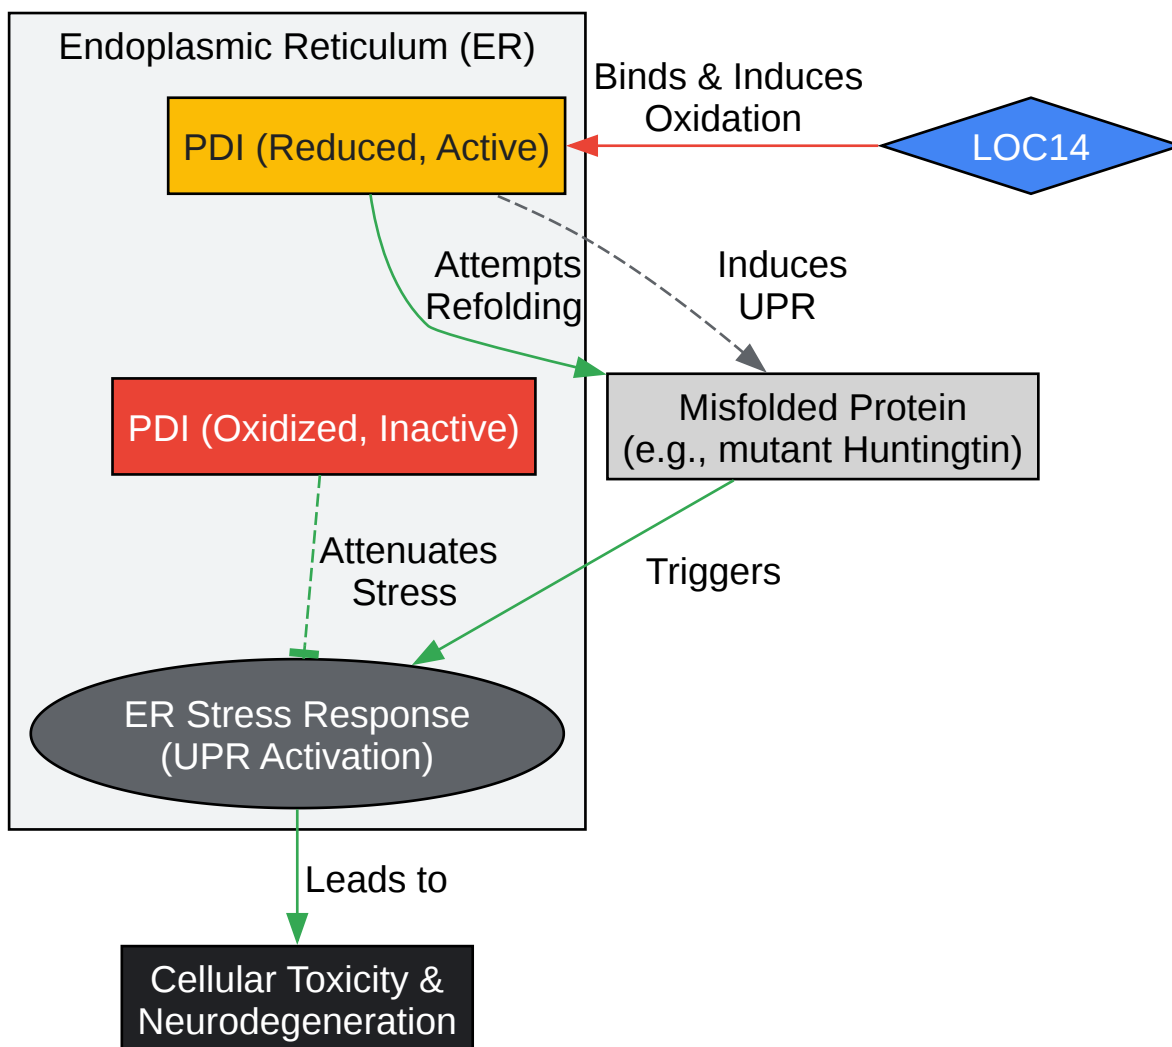 Endoplasmic Reticulum (ER)
Binds & Induces
Oxidation
PDI (Reduced, Active)
LOC14
Attempts
Refolding
Induces
UPR
PDI (Oxidized, Inactive)
Misfolded Protein
(e.g., mutant Huntingtin)
Attenuates
Stress
Triggers
ER Stress Response
(UPR Activation)
Leads to
Cellular Toxicity &
Neurodegeneration